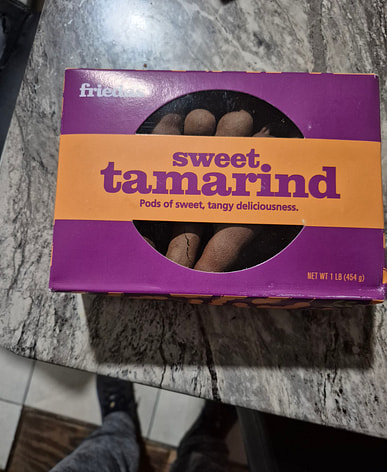 sweet
tamarind
Pods of sweet, tangy deliciousness.
NET WT 1 LB (454 g)